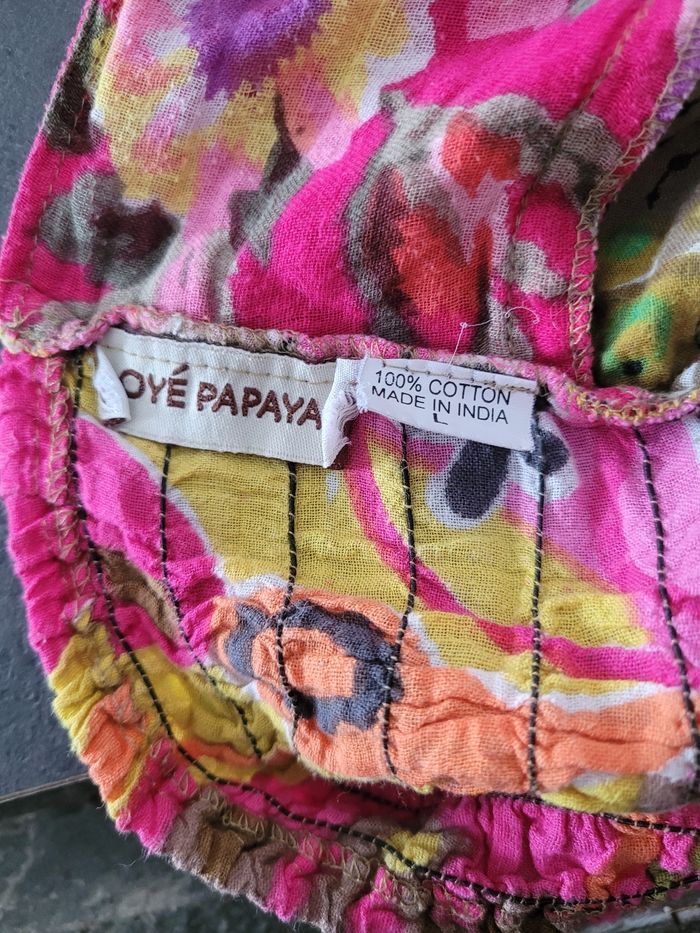 OYÉ PAPAYA
100% COTTON
MADE IN INDIA
L